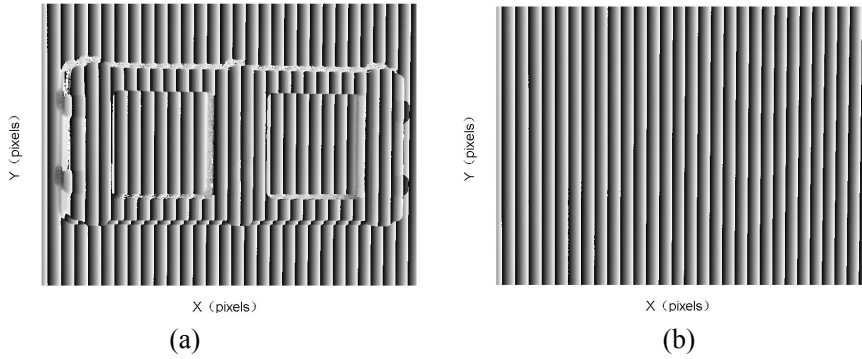 Y（pixels）
X（pixels）
(a)
Y（pixels）
X（pixels）
(b)